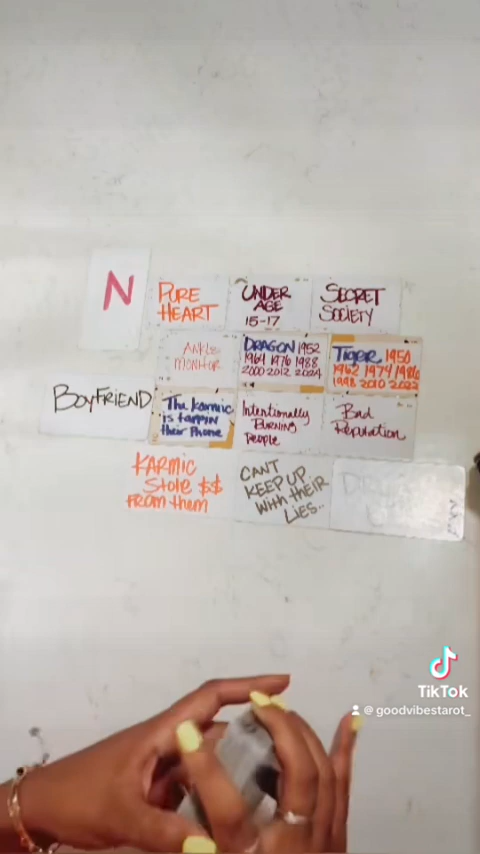 N
PURE
HEART
UNDER
AGE
15-17
SECRET
SOCIETY
ANKLE
MONITOR
DRAGON 1952
1964 1976 1988
2000 2012 2024
TIGER 1950
1962 1974 1986
1998 2010 2022
BOYFRIEND
The karmic
is tappin
their Phone
Intentionally
BURNING
People
Bad
Reputation
KARMIC
Stole $$
FROM them
CANT
KEEP UP
WITH THEIR
LIES..
TikTok
@goodvibestarot_